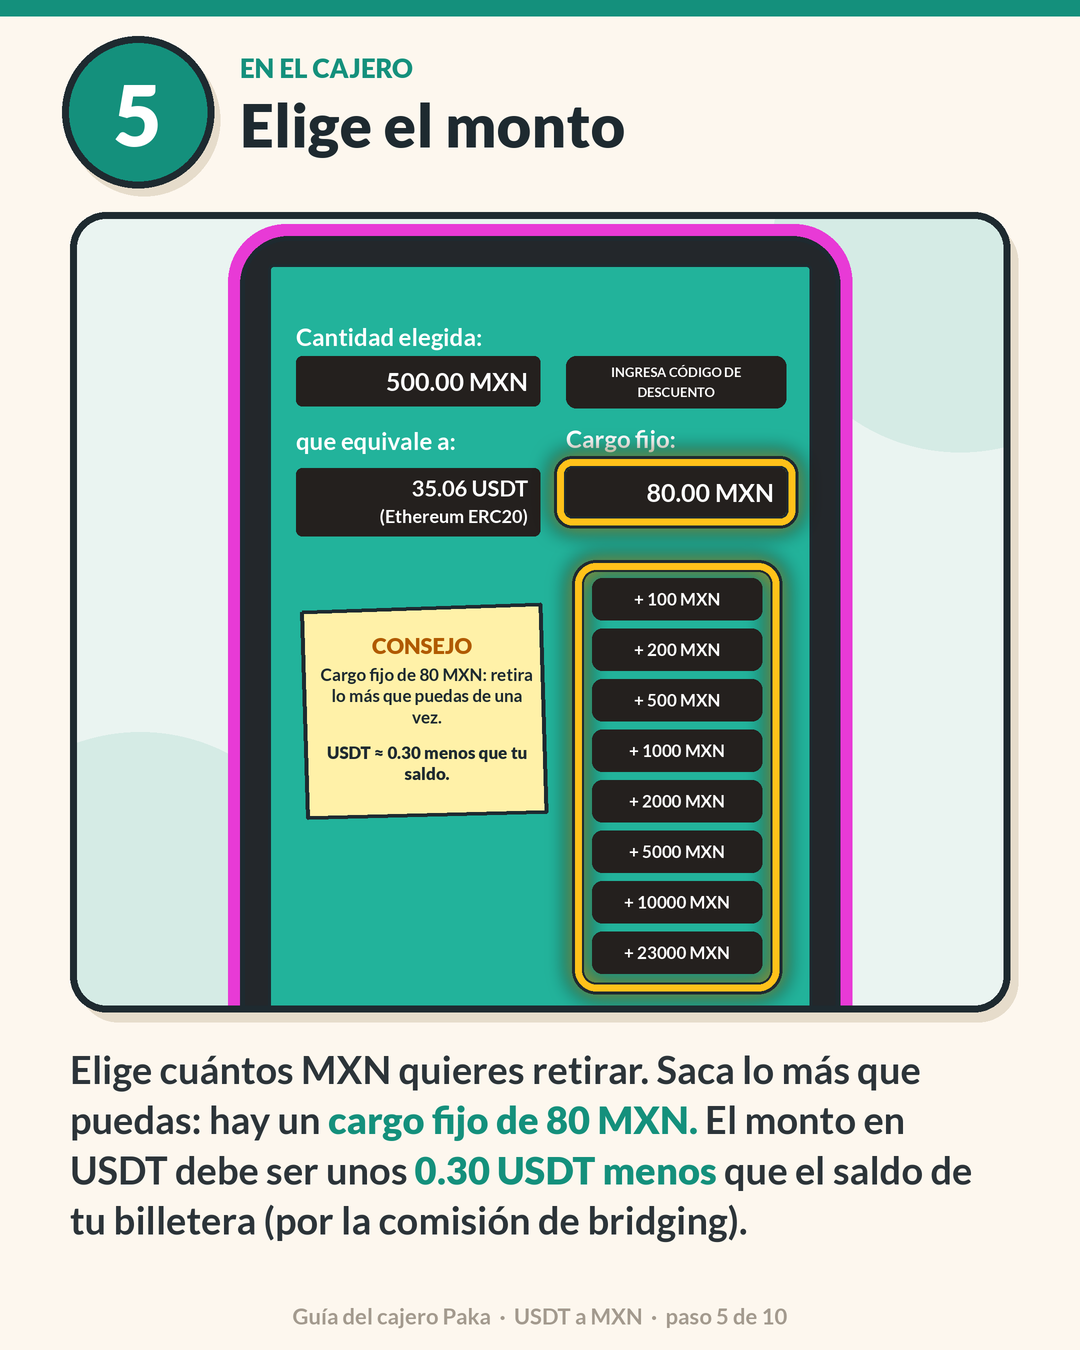 5
EN EL CAJERO
Elige el monto
Cantidad elegida:
500.00 MXN
INGRESA CÓDIGO DE
DESCUENTO
que equivale a:
Cargo fijo:
35.06 USDT
(Ethereum ERC20)
80.00 MXN
+ 100 MXN
+ 200 MXN
+ 500 MXN
+ 1000 MXN
+ 2000 MXN
+ 5000 MXN
+ 10000 MXN
+ 23000 MXN
CONSEJO
Cargo fijo de 80 MXN: retira
lo más que puedas de una
vez.
USDT ≈ 0.30 menos que tu
saldo.
Elige cuántos MXN quieres retirar. Saca lo más que
puedas: hay un cargo fijo de 80 MXN. El monto en
USDT debe ser unos 0.30 USDT menos que el saldo de
tu billetera (por la comisión de bridging).
Guía del cajero Paka · USDT a MXN · paso 5 de 10